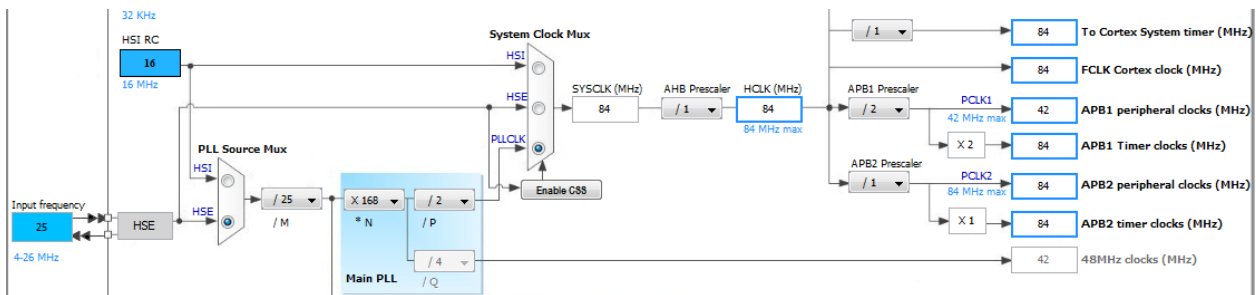 32 KHz
HSI RC
16
16 MHz
System Clock Mux
HSI
HSE
PLLCLK
Enable CSS
SYSCLK (MHz)
84
AHB Prescaler
/ 1
HCLK (MHz)
84
84 MHz max
/ 1
84
To Cortex System timer (MHz)
84
FCLK Cortex clock (MHz)
APB1 Prescaler
/ 2
PCLK1
42 MHz max
42
APB1 peripheral clocks (MHz)
X 2
84
APB1 Timer clocks (MHz)
APB2 Prescaler
/ 1
PCLK2
84 MHz max
84
APB2 peripheral clocks (MHz)
X 1
84
APB2 timer clocks (MHz)
42
48MHz clocks (MHz)
PLL Source Mux
HSI
HSE
Input frequency
25
4-26 MHz
HSE
/ 25
/ M
X 168
* N
/ 2
/ P
/ 4
/ Q
Main PLL